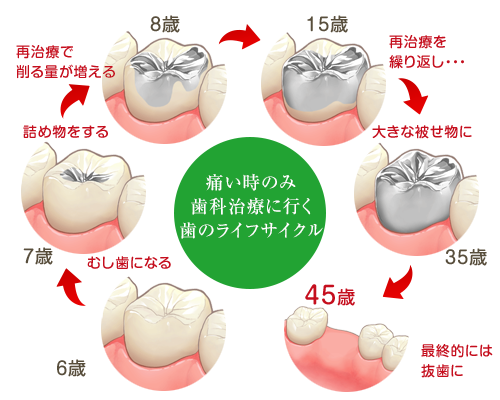 痛い時のみ
歯科治療に行く
歯のライフサイクル
6歳
むし歯になる
7歳
詰め物をする
8歳
再治療で
削る量が増える
15歳
再治療を
繰り返し･･･
大きな被せ物に
35歳
45歳
最終的には
抜歯に